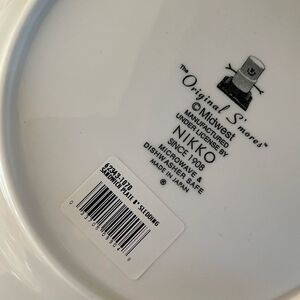 The
Original S'mores™
©Midwest
MANUFACTURED
UNDER LICENSE BY
NIKKO
SINCE 1908
MICROWAVE &
DISHWASHER SAFE
MADE IN JAPAN
®
SANDWICH PLATE 8" SLEDDING